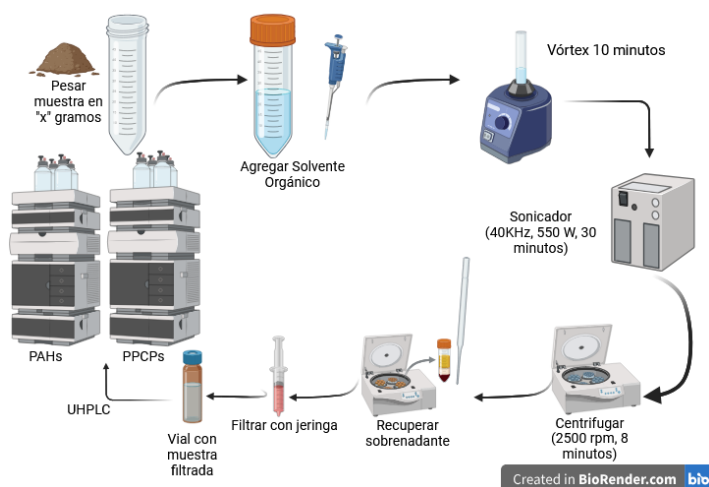 Pesar
muestra en
"x" gramos
Agregar Solvente
Orgánico
Vórtex 10 minutos
Sonicador
(40KHz, 550 W, 30
minutos)
Centrifugar
(2500 rpm, 8
minutos)
Recuperar
sobrenadante
Filtrar con jeringa
Vial con
muestra
filtrada
UHPLC
PAHs
PPCPs
Created in BioRender.com
bio